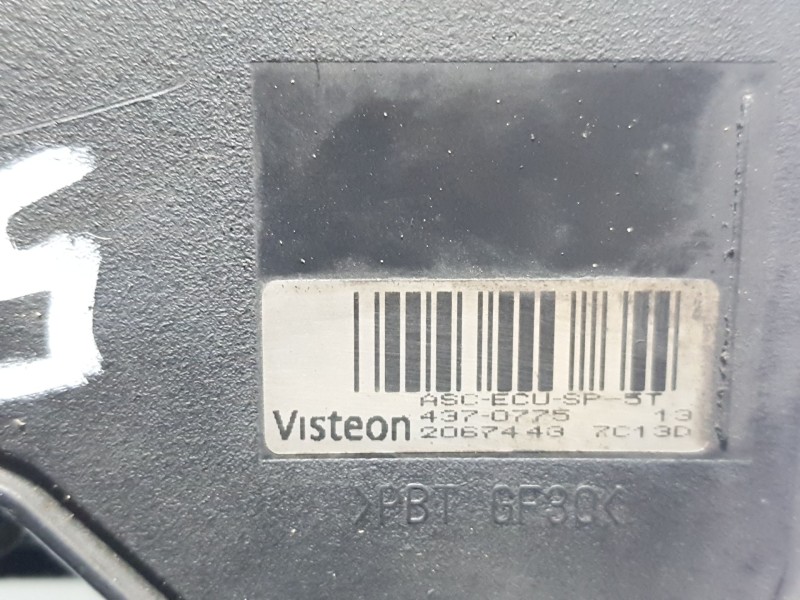 ASC-ECU-SP-5T
437-0775 13
Visteon 2067443 7C13D
>PBT GF30<